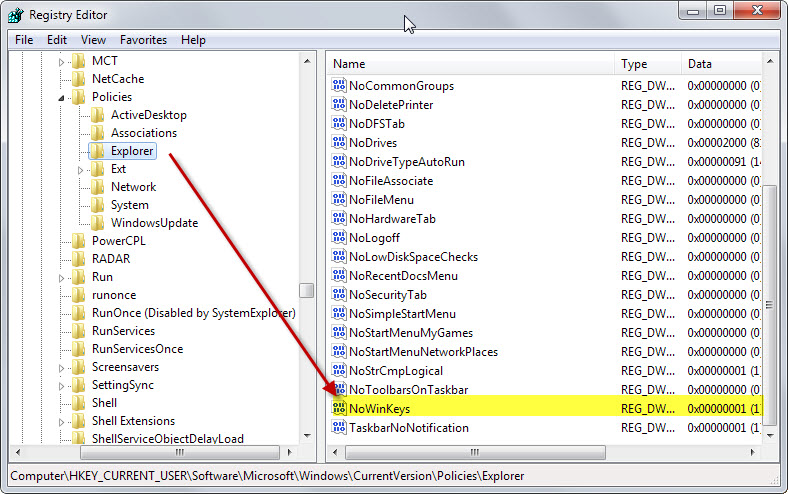 Registry Editor
File Edit View Favorites Help
MCT
NetCache
Policies
ActiveDesktop
Associations
Explorer
Ext
Network
System
WindowsUpdate
PowerCPL
RADAR
Run
runonce
RunOnce (Disabled by SystemExplorer)
RunServices
RunServicesOnce
Screensavers
SettingSync
Shell
Shell Extensions
ShellServiceObjectDelayLoad
Name Type Data
NoCommonGroups REG_DW... 0x00000000 (0)
NoDeletePrinter REG_DW... 0x00000000 (0)
NoDFSTab REG_DW... 0x00000000 (0)
NoDrives REG_DW... 0x00002000 (8
NoDriveTypeAutoRun REG_DW... 0x00000091 (14
NoFileAssociate REG_DW... 0x00000000 (0)
NoFileMenu REG_DW... 0x00000000 (0)
NoHardwareTab REG_DW... 0x00000000 (0)
NoLogoff REG_DW... 0x00000000 (0)
NoLowDiskSpaceChecks REG_DW... 0x00000000 (0)
NoRecentDocsMenu REG_DW... 0x00000000 (0)
NoSecurityTab REG_DW... 0x00000000 (0)
NoSimpleStartMenu REG_DW... 0x00000000 (0)
NoStartMenuMyGames REG_DW... 0x00000000 (0)
NoStartMenuNetworkPlaces REG_DW... 0x00000000 (0)
NoStrCmpLogical REG_DW... 0x00000001 (1)
NoToolbarsOnTaskbar REG_DW... 0x00000000 (0)
NoWinKeys REG_DW... 0x00000001 (1)
TaskbarNoNotification REG_DW... 0x00000001 (1)
Computer\HKEY_CURRENT_USER\Software\Microsoft\Windows\CurrentVersion\Policies\Explorer